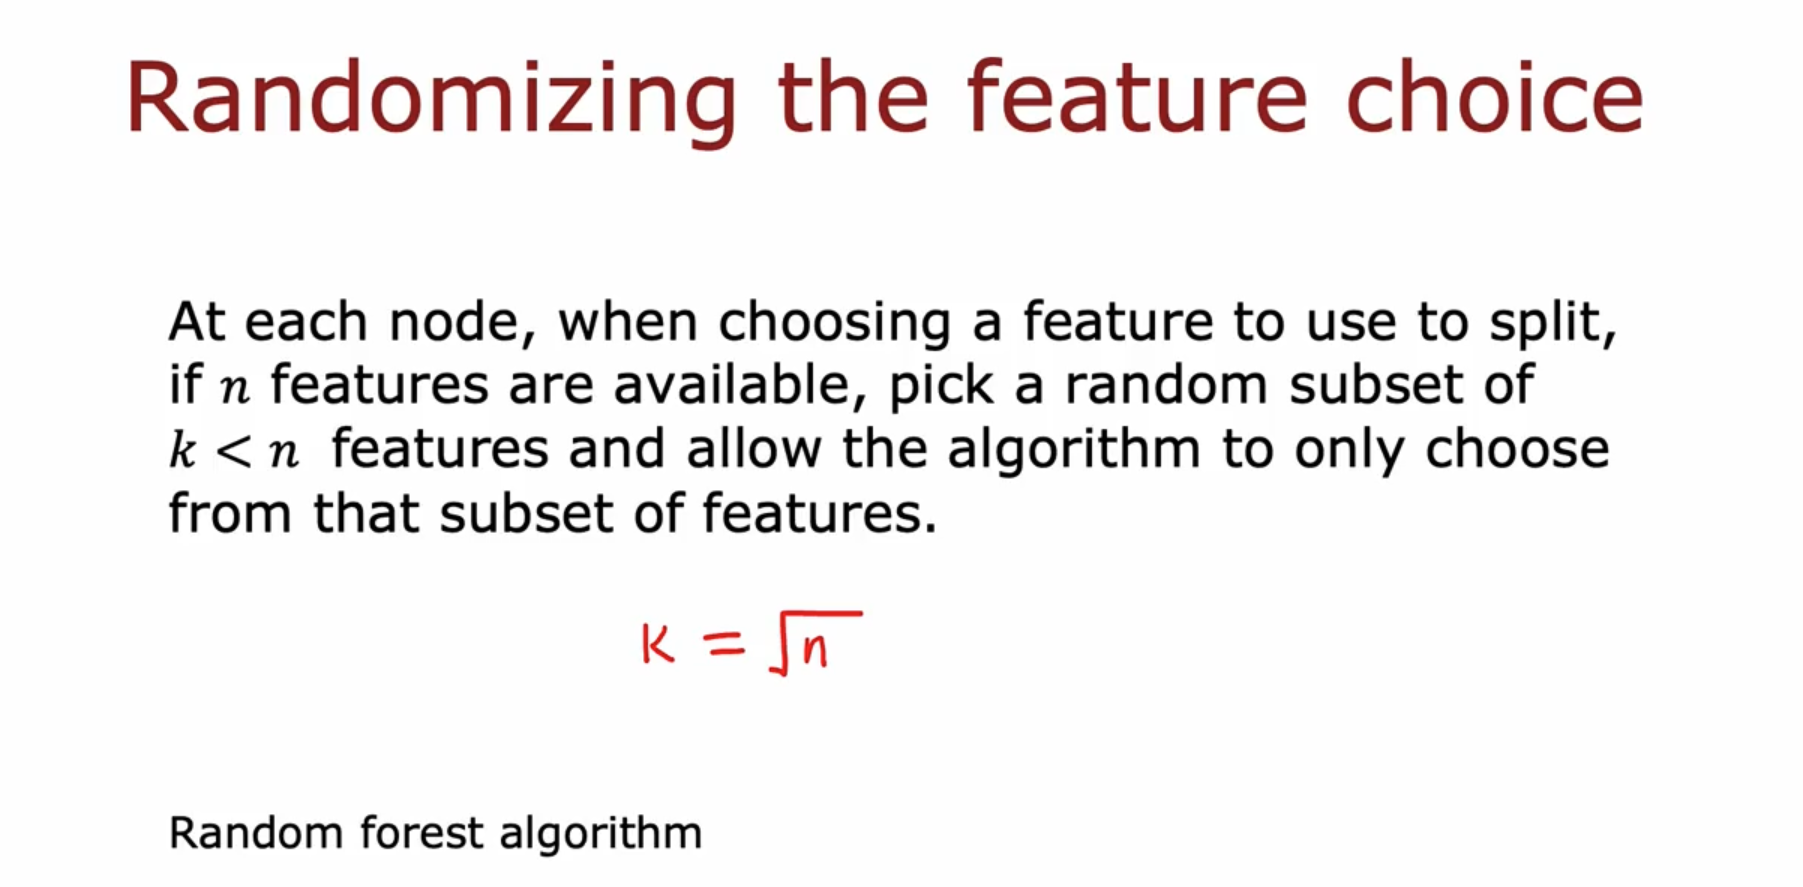 Randomizing the feature choice
At each node, when choosing a feature to use to split,
if n features are available, pick a random subset of
k < n features and allow the algorithm to only choose
from that subset of features.
K = √n
Random forest algorithm